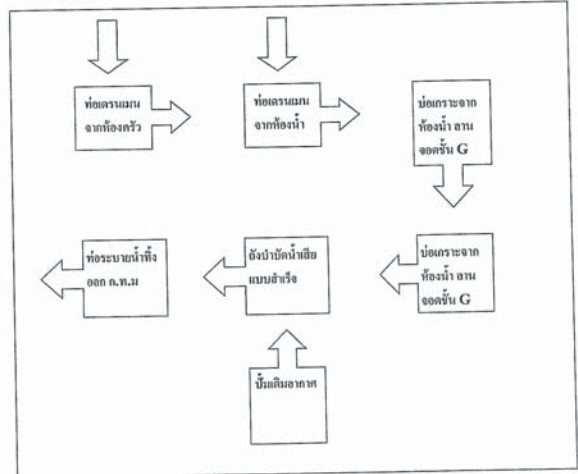 ท่อเดรนเมน
จากห้องครัว
ท่อเดรนเมน
จากห้องน้ำ
บ่อเกราะจาก
ห้องน้ำ ลาน
จอดชั้น G
ท่อระบายน้ำทิ้ง
ออก ก.ท.ม
ถังบำบัดน้ำเสีย
แบบสำเร็จ
บ่อเกราะจาก
ห้องน้ำ ลาน
จอดชั้น G
ปั๊มเติมอากาศ